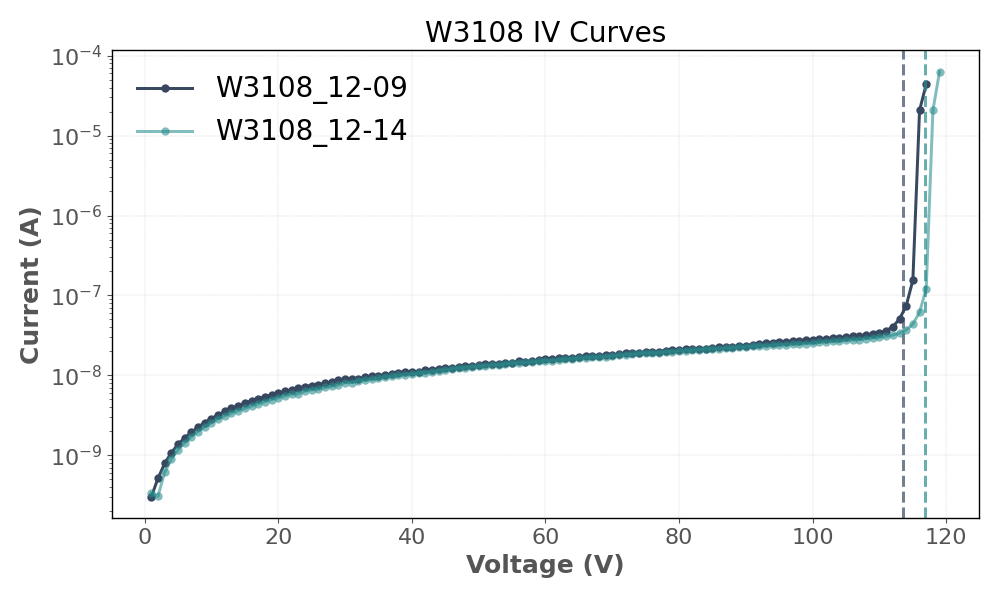 W3108 IV Curves
W3108_12-09
W3108_12-14
Current (A)
10⁻⁴
10⁻⁵
10⁻⁶
10⁻⁷
10⁻⁸
10⁻⁹
0 20 40 60 80 100 120
Voltage (V)